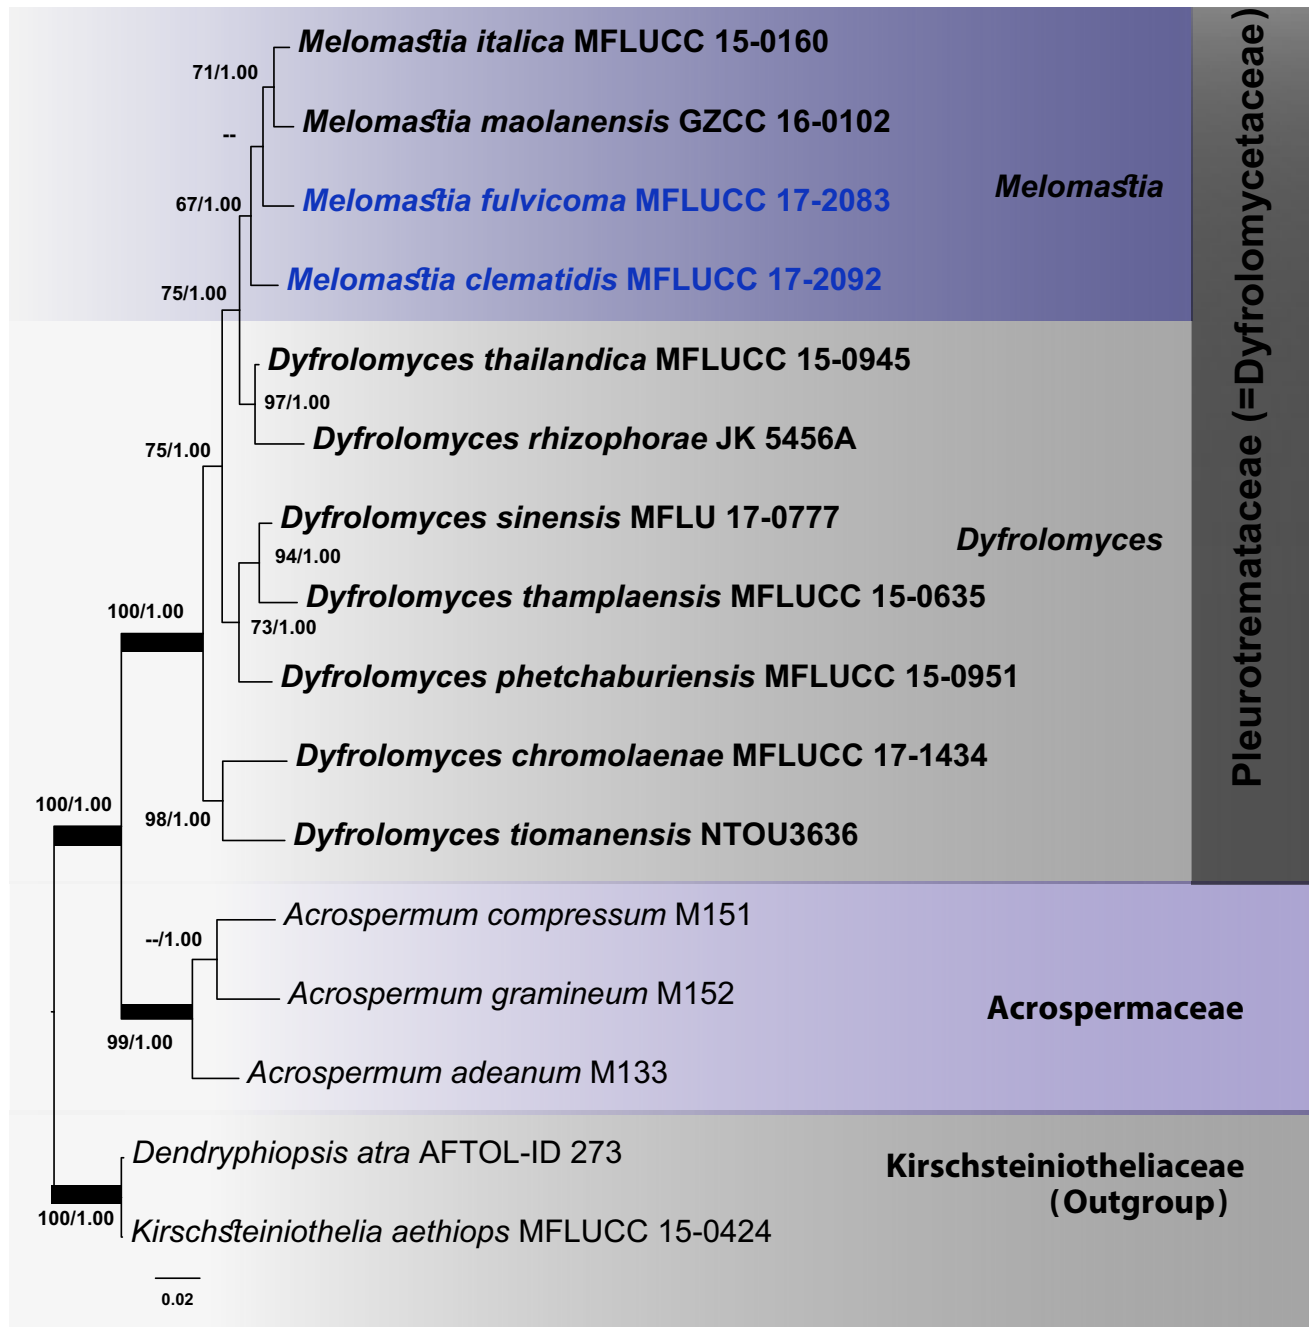 Melomastia italica MFLUCC 15-0160
71/1.00
Melomastia maolanensis GZCC 16-0102
--
Melomastia fulvicoma MFLUCC 17-2083
Melomastia
67/1.00
Melomastia clematidis MFLUCC 17-2092
75/1.00
Pleurotremataceae (=Dyfrolomycetaceae)
Dyfrolomyces thailandica MFLUCC 15-0945
97/1.00
Dyfrolomyces rhizophorae JK 5456A
75/1.00
Dyfrolomyces sinensis MFLU 17-0777
Dyfrolomyces
94/1.00
Dyfrolomyces thamplaensis MFLUCC 15-0635
100/1.00
73/1.00
Dyfrolomyces phetchaburiensis MFLUCC 15-0951
Dyfrolomyces chromolaenae MFLUCC 17-1434
100/1.00
98/1.00
Dyfrolomyces tiomanensis NTOU3636
Acrospermum compressum M151
--/1.00
Acrospermum gramineum M152
Acrospermaceae
99/1.00
Acrospermum adeanum M133
Dendryphiopsis atra AFTOL-ID 273
Kirschsteiniotheliaceae
(Outgroup)
100/1.00
Kirschsteiniothelia aethiops MFLUCC 15-0424
0.02